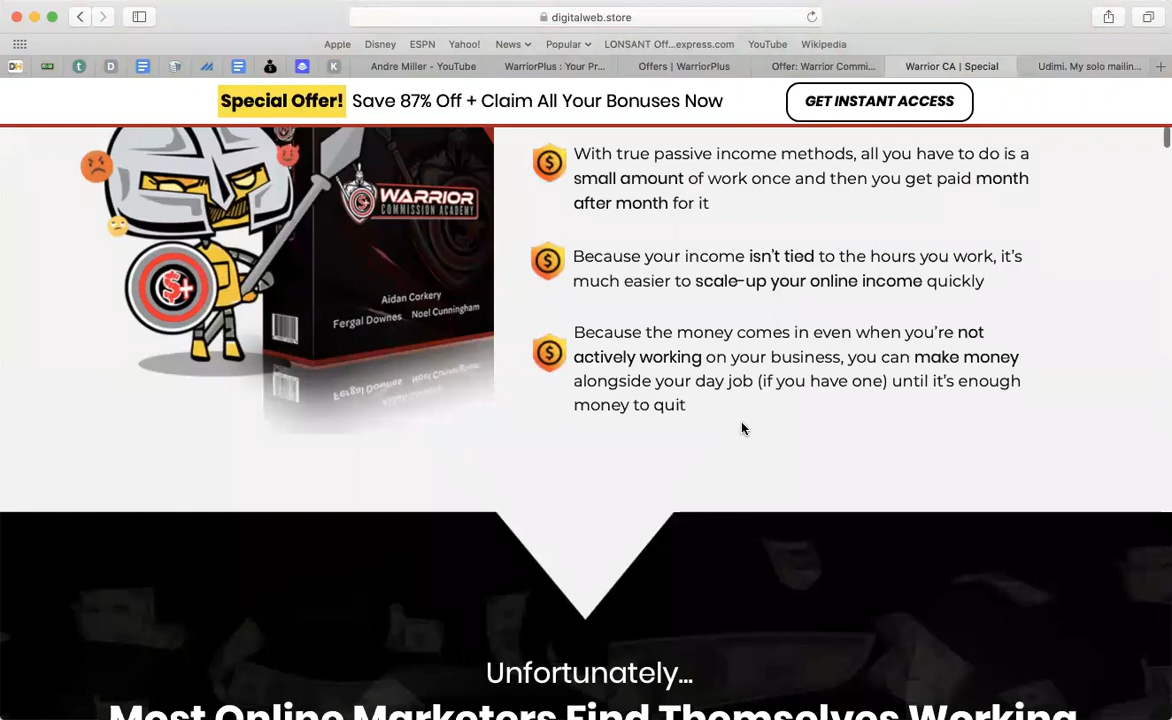 digitalweb.store
Apple
Disney
ESPN
Yahoo!
News
Popular
LONSANT Off...express.com
YouTube
Wikipedia
DH
t
D
K
Andre Miller - YouTube
WarriorPlus : Your Pr...
Offers | WarriorPlus
Offer: Warrior Commi...
Warrior CA | Special
Udimi. My solo mailin...
Special Offer! Save 87% Off + Claim All Your Bonuses Now
GET INSTANT ACCESS
WARRIOR
COMMISSION ACADEMY
Aidan Corkery
Fergal Downes Noel Cunningham
With true passive income methods, all you have to do is a
small amount of work once and then you get paid month
after month for it
Because your income isn't tied to the hours you work, it's
much easier to scale-up your online income quickly
Because the money comes in even when you're not
actively working on your business, you can make money
alongside your day job (if you have one) until it's enough
money to quit
Unfortunately...
Most Online Marketers Find Themselves Working